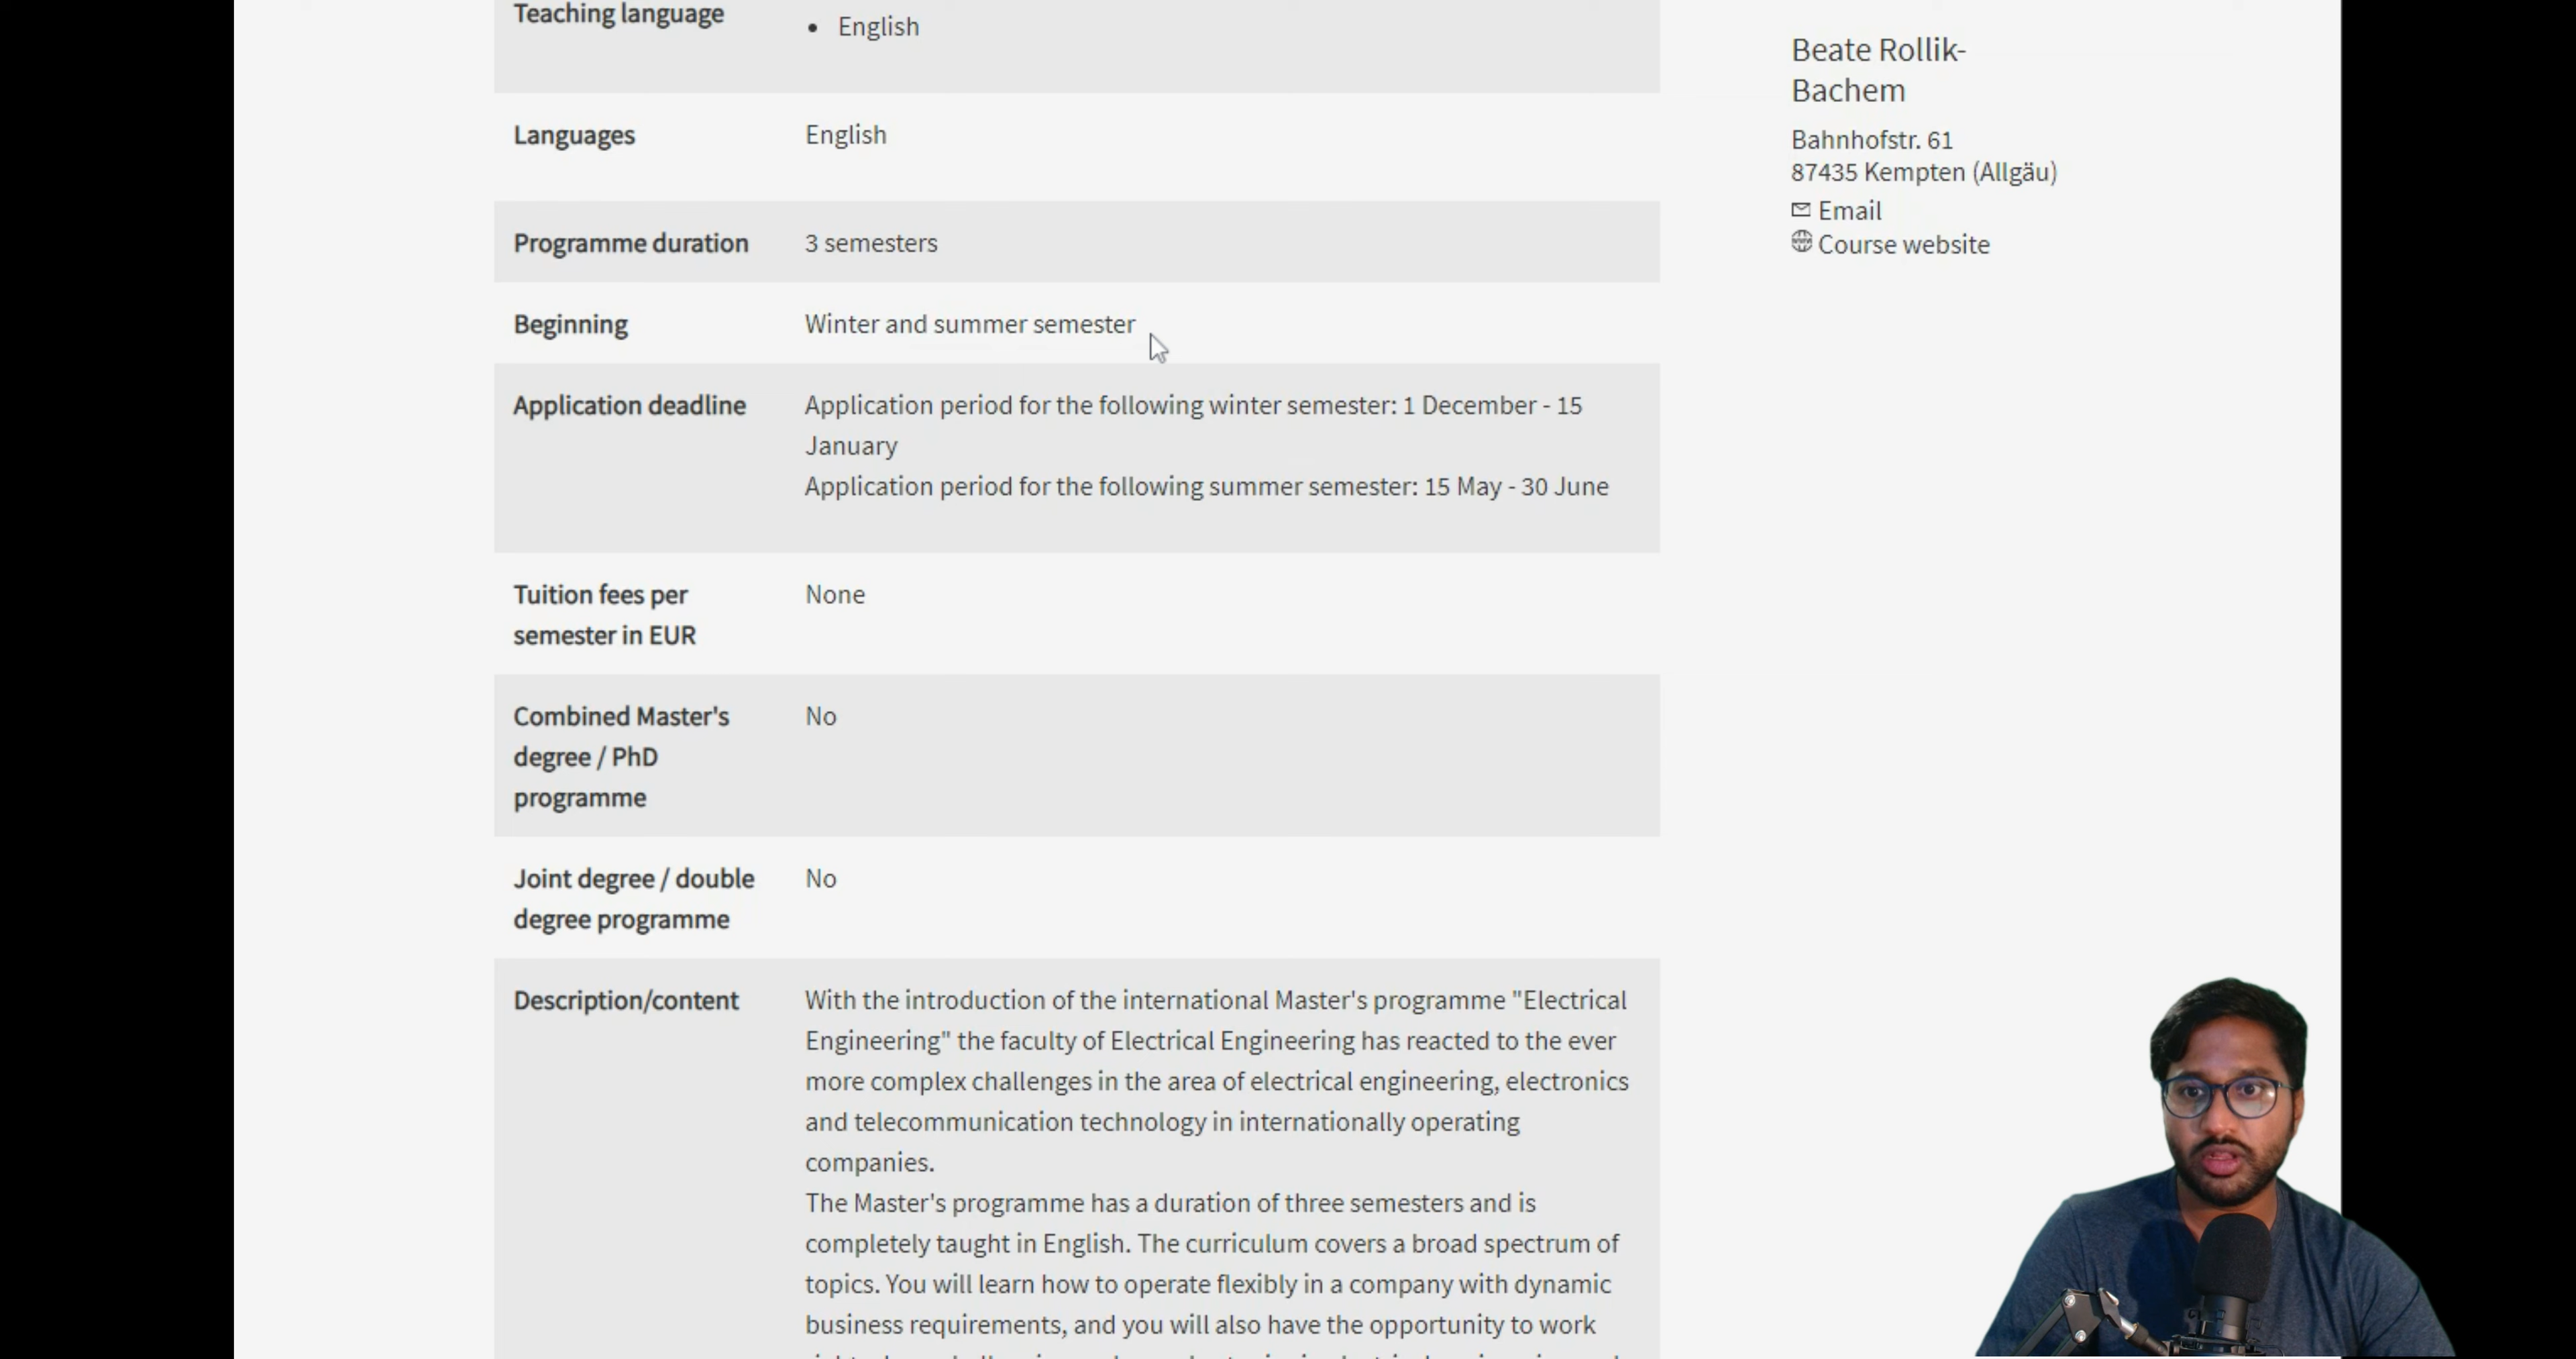 Teaching language
• English
Languages
English
Programme duration
3 semesters
Beginning
Winter and summer semester
Application deadline
Application period for the following winter semester: 1 December - 15
January
Application period for the following summer semester: 15 May - 30 June
Tuition fees per
semester in EUR
None
Combined Master's
degree / PhD
programme
No
Joint degree / double
degree programme
No
Description/content
With the introduction of the international Master's programme "Electrical
Engineering" the faculty of Electrical Engineering has reacted to the ever
more complex challenges in the area of electrical engineering, electronics
and telecommunication technology in internationally operating
companies.
The Master's programme has a duration of three semesters and is
completely taught in English. The curriculum covers a broad spectrum of
topics. You will learn how to operate flexibly in a company with dynamic
business requirements, and you will also have the opportunity to work
Beate Rollik-
Bachem
Bahnhofstr. 61
87435 Kempten (Allgäu)
Email
Course website